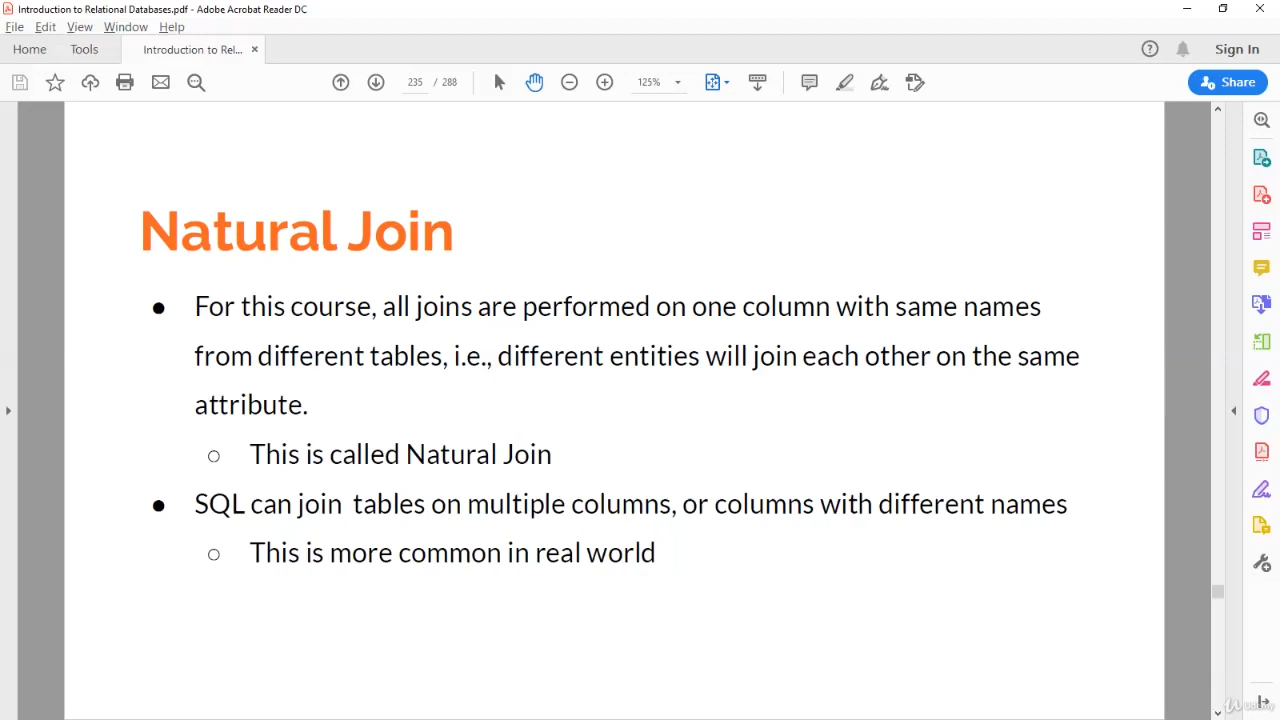 Introduction to Relational Databases.pdf - Adobe Acrobat Reader DC
File Edit View Window Help
Home Tools Introduction to Rel... × Sign In
235 / 288 125% Share
Natural Join
● For this course, all joins are performed on one column with same names
from different tables, i.e., different entities will join each other on the same
attribute.
○ This is called Natural Join
● SQL can join tables on multiple columns, or columns with different names
○ This is more common in real world
Udemy